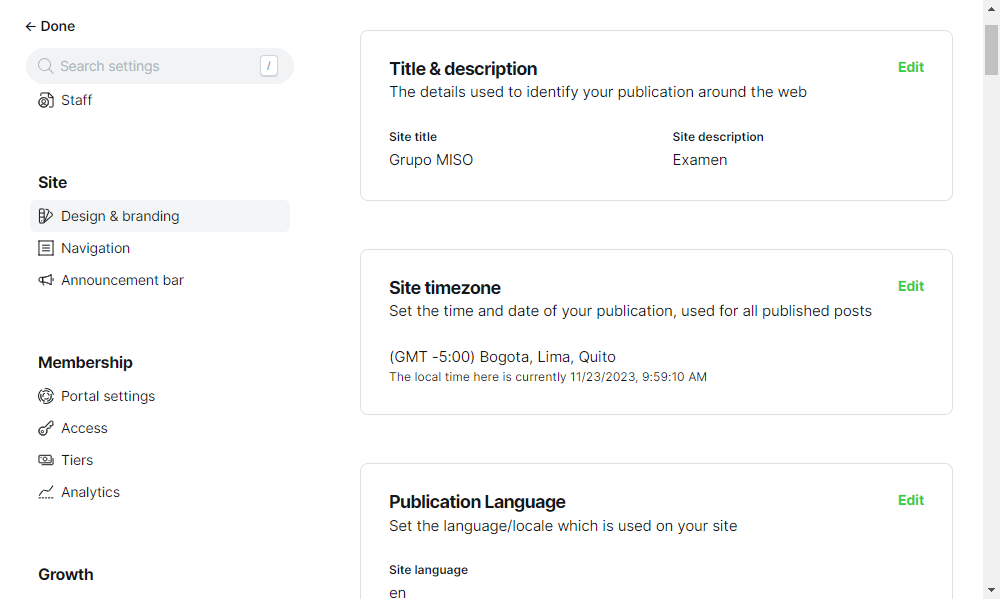 ← Done
Search settings /
Staff
Site
Design & branding
Navigation
Announcement bar
Membership
Portal settings
Access
Tiers
Analytics
Growth
Title & description
Edit
The details used to identify your publication around the web
Site title
Grupo MISO
Site description
Examen
Site timezone
Edit
Set the time and date of your publication, used for all published posts
(GMT -5:00) Bogota, Lima, Quito
The local time here is currently 11/23/2023, 9:59:10 AM
Publication Language
Edit
Set the language/locale which is used on your site
Site language
en